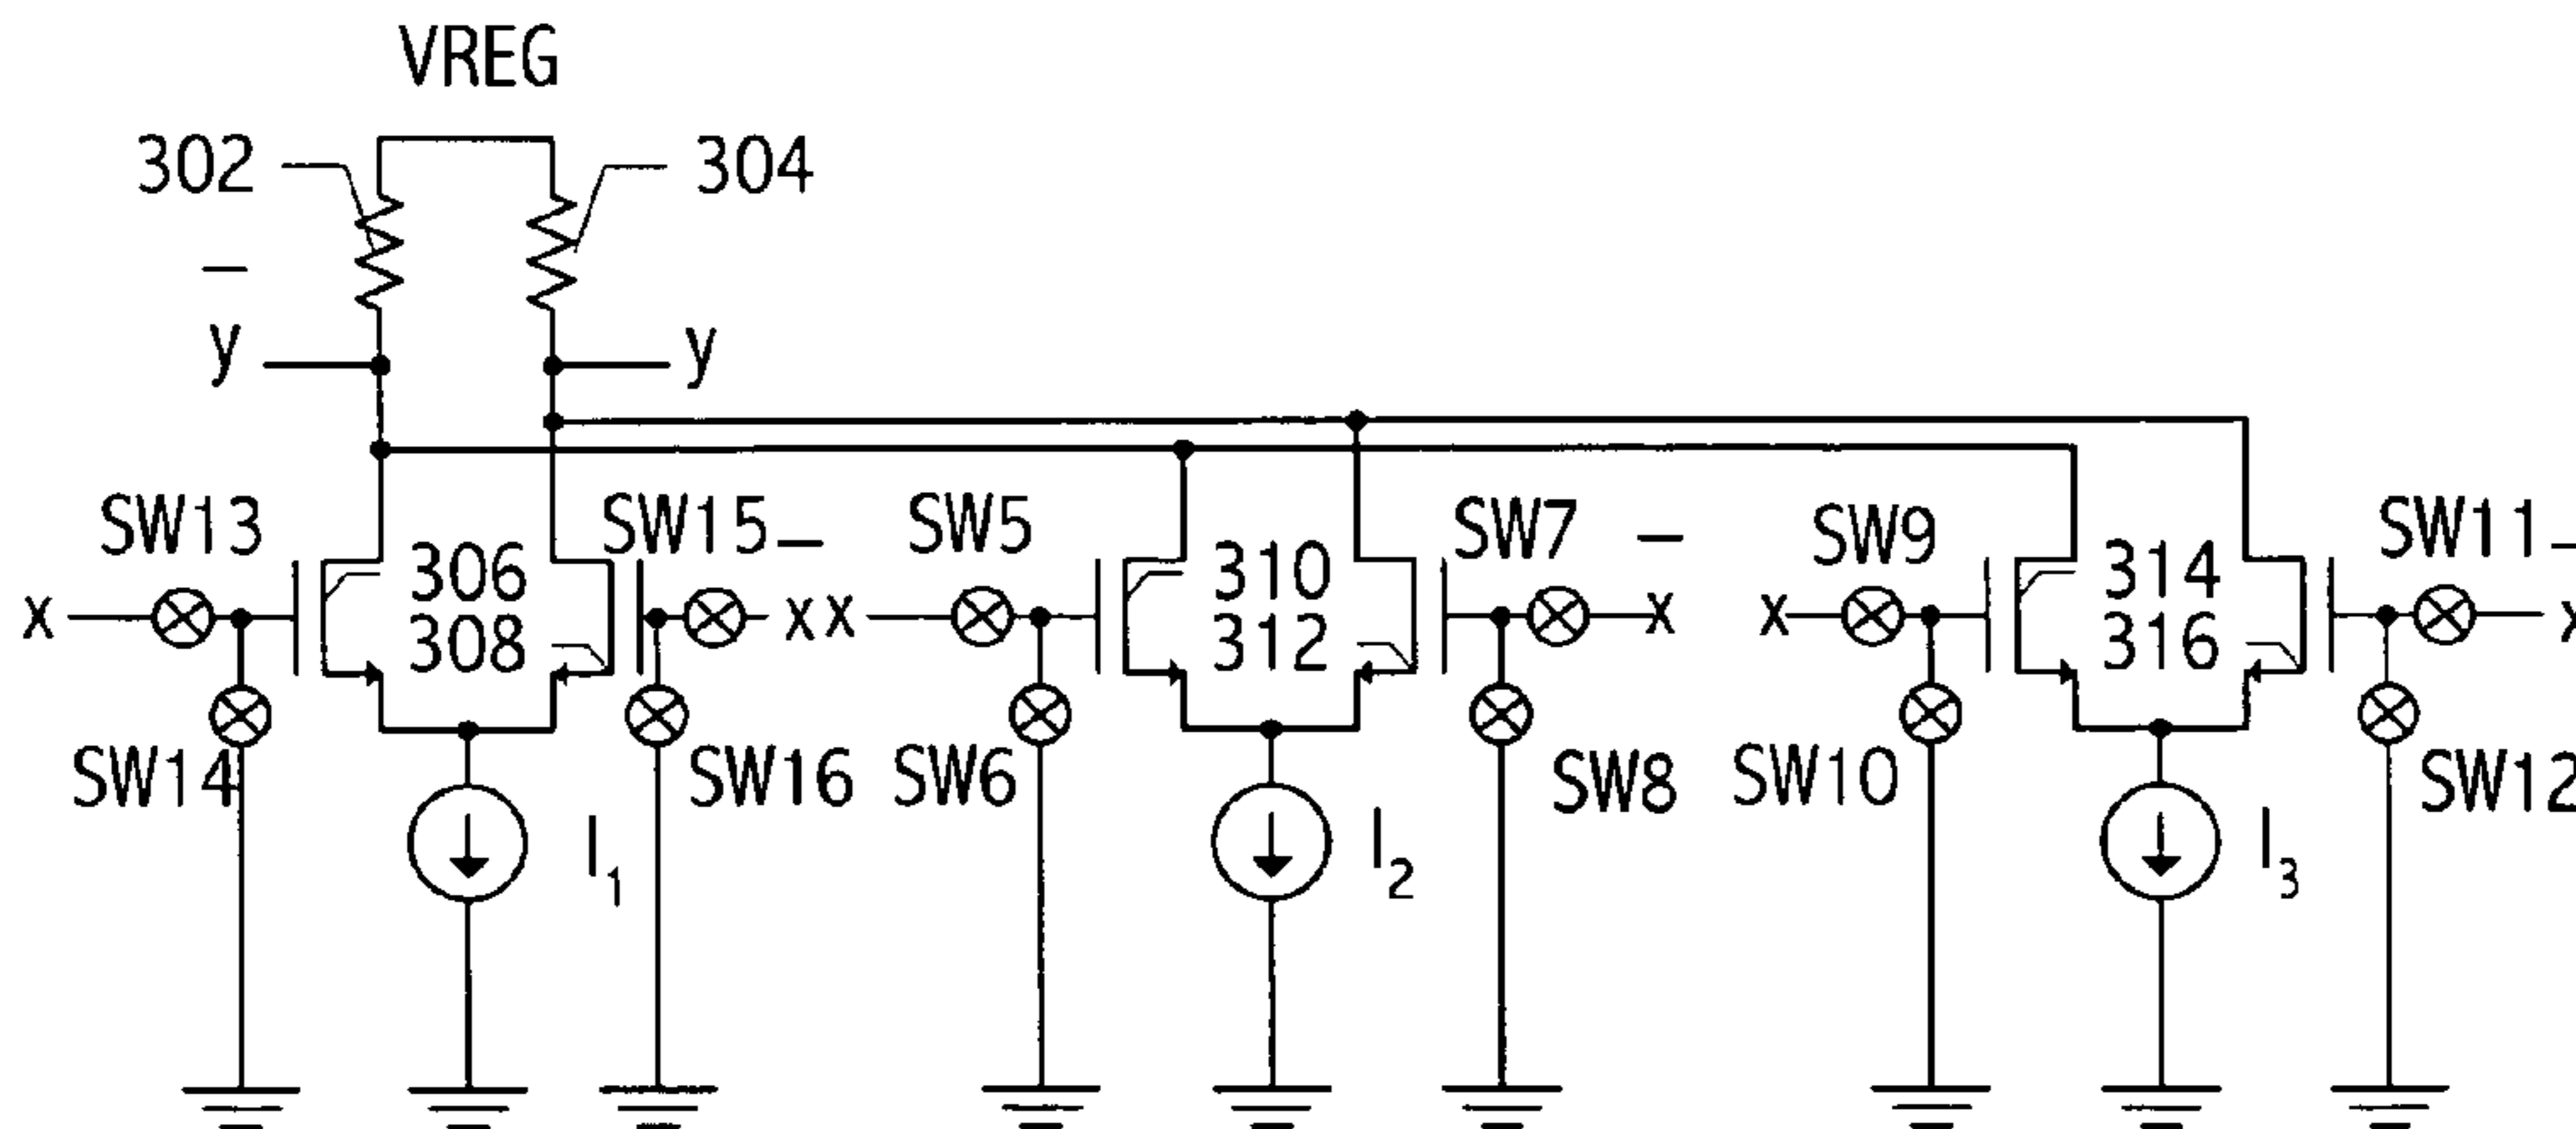 VREG
302 304
y̅ y
SW13 306 SW15 SW5 310 SW7 SW9 314 SW11
x 308 x̅ x 312 x̅ x 316 x̅
SW14 SW16 SW6 SW8 SW10 SW12
I₁ I₂ I₃